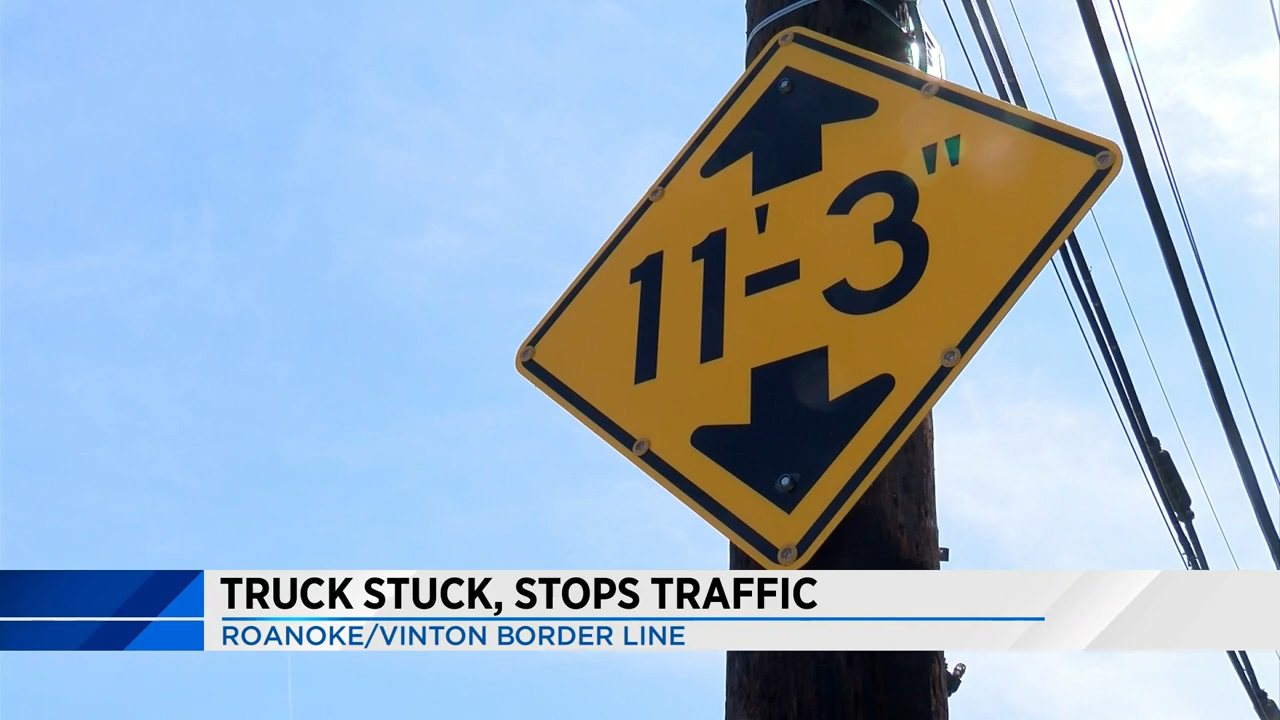 11'-3"
TRUCK STUCK, STOPS TRAFFIC
ROANOKE/VINTON BORDER LINE